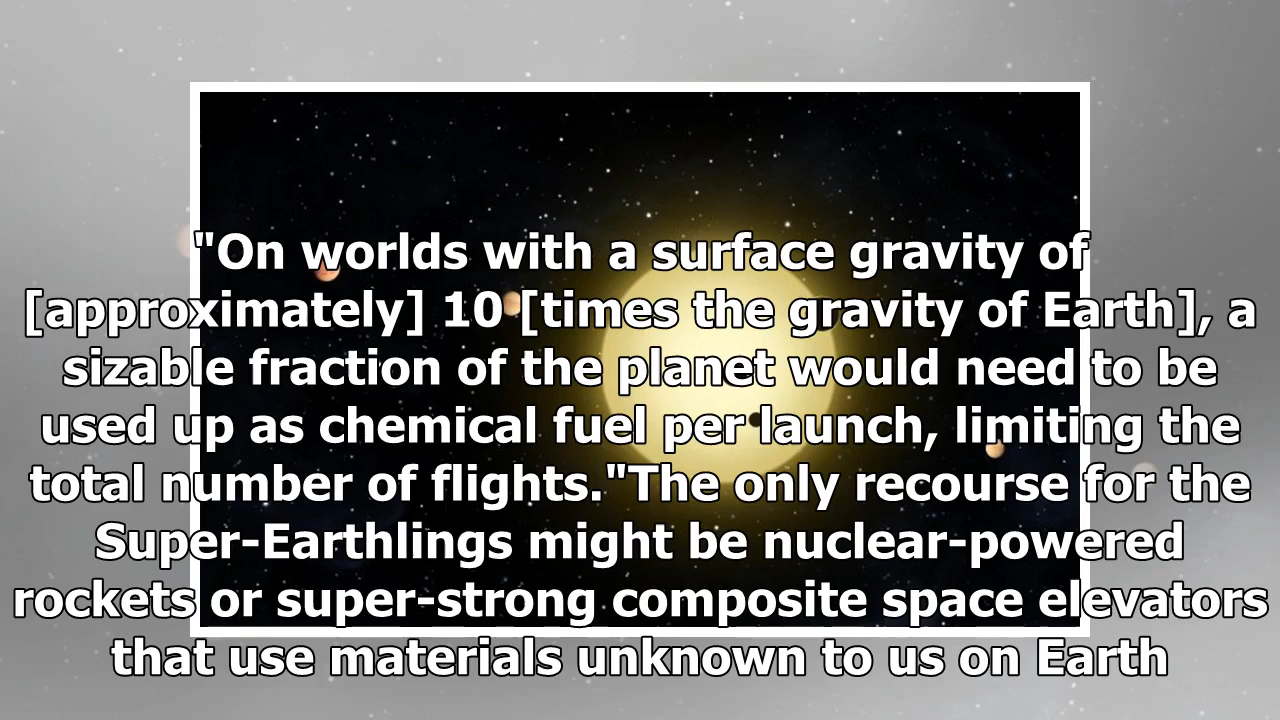 "On worlds with a surface gravity of
[approximately] 10 [times the gravity of Earth], a
sizable fraction of the planet would need to be
used up as chemical fuel per launch, limiting the
total number of flights."The only recourse for the
Super-Earthlings might be nuclear-powered
rockets or super-strong composite space elevators
that use materials unknown to us on Earth